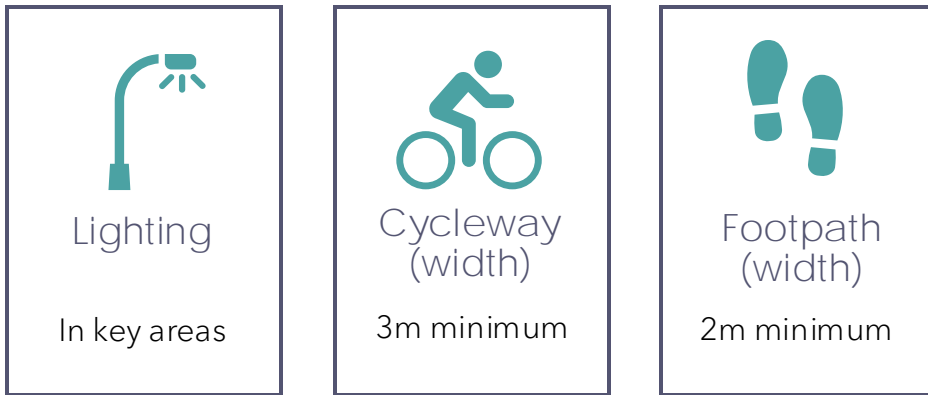 Lighting
In key areas
Cycleway
(width)
3m minimum
Footpath
(width)
2m minimum